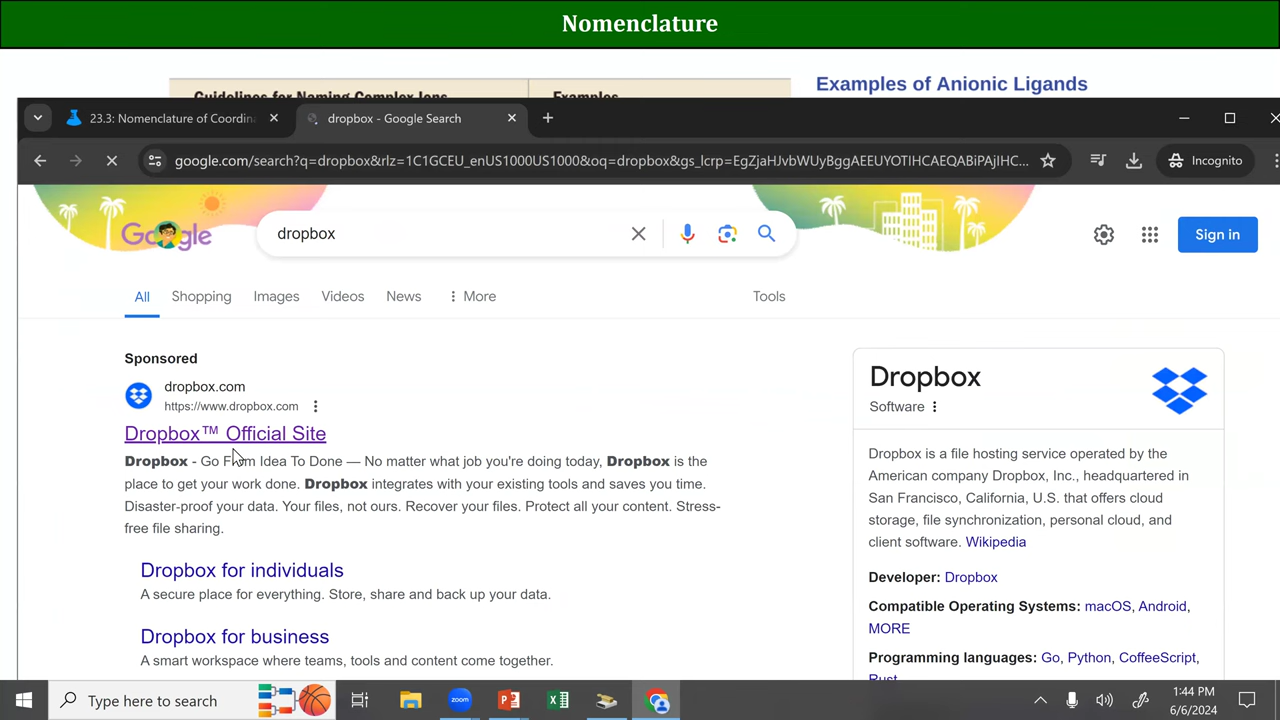 Nomenclature
Guidelines for Naming Complex Ions
Examples
Examples of Anionic Ligands
23.3: Nomenclature of Coordina
dropbox - Google Search
google.com/search?q=dropbox&rlz=1C1GCEU_enUS1000US1000&oq=dropbox&gs_lcrp=EgZjaHJvbWUyBggAEEUYOTIHCAEQABiPAjIHC...
Incognito
Google
dropbox
Sign in
All
Shopping
Images
Videos
News
More
Tools
Sponsored
dropbox.com
https://www.dropbox.com
Dropbox™ Official Site
Dropbox - Go From Idea To Done — No matter what job you're doing today, Dropbox is the
place to get your work done. Dropbox integrates with your existing tools and saves you time.
Disaster-proof your data. Your files, not ours. Recover your files. Protect all your content. Stress-
free file sharing.
Dropbox for individuals
A secure place for everything. Store, share and back up your data.
Dropbox for business
A smart workspace where teams, tools and content come together.
Dropbox
Software
Dropbox is a file hosting service operated by the
American company Dropbox, Inc., headquartered in
San Francisco, California, U.S. that offers cloud
storage, file synchronization, personal cloud, and
client software. Wikipedia
Developer: Dropbox
Compatible Operating Systems: macOS, Android,
MORE
Programming languages: Go, Python, CoffeeScript,
Rust
Type here to search
zoom
1:44 PM
6/6/2024